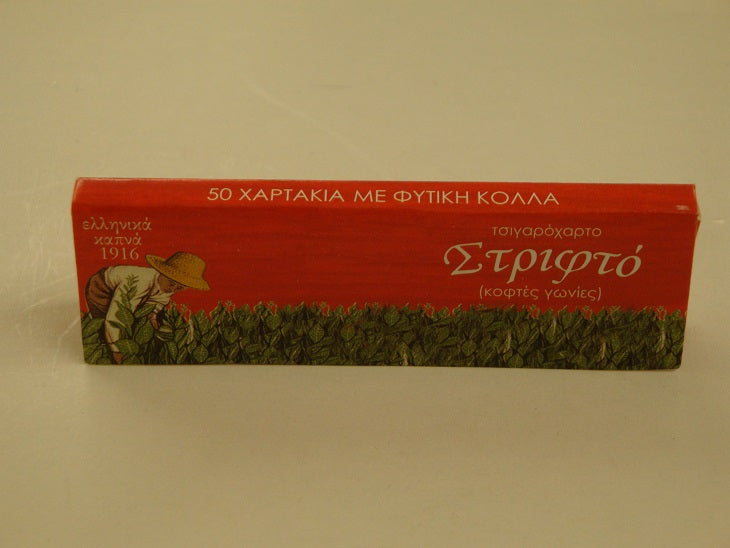 50 ΧΑΡΤΑΚΙΑ ΜΕ ΦΥΤΙΚΗ ΚΟΛΛΑ
ελληνικά
καπνά
1916
τσιγαρόχαρτο
Στριφτό
(κοφτές γωνίες)